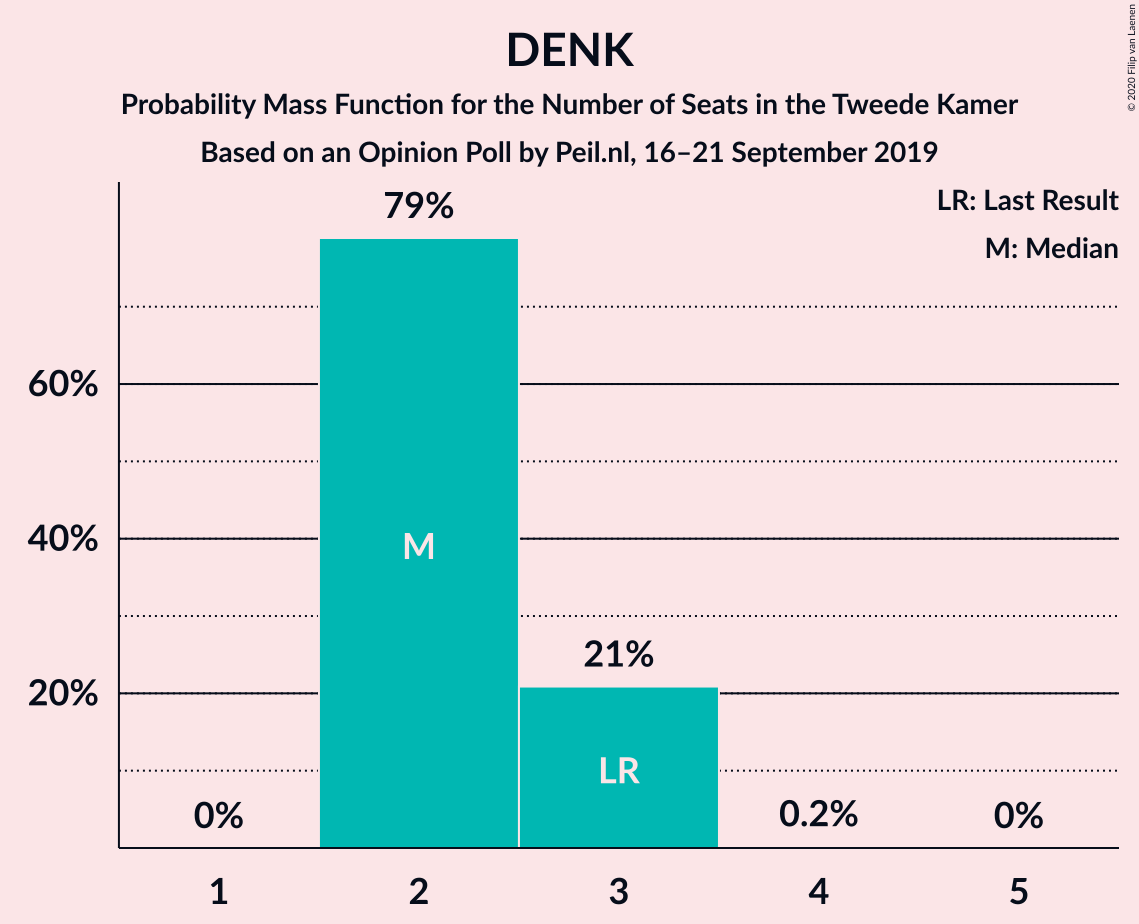 DENK
Probability Mass Function for the Number of Seats in the Tweede Kamer
Based on an Opinion Poll by Peil.nl, 16–21 September 2019
© 2020 Filip van Laenen
LR: Last Result
M: Median
79%
60%
40%
20%
M
21%
LR
0%
0.2%
0%
1 2 3 4 5